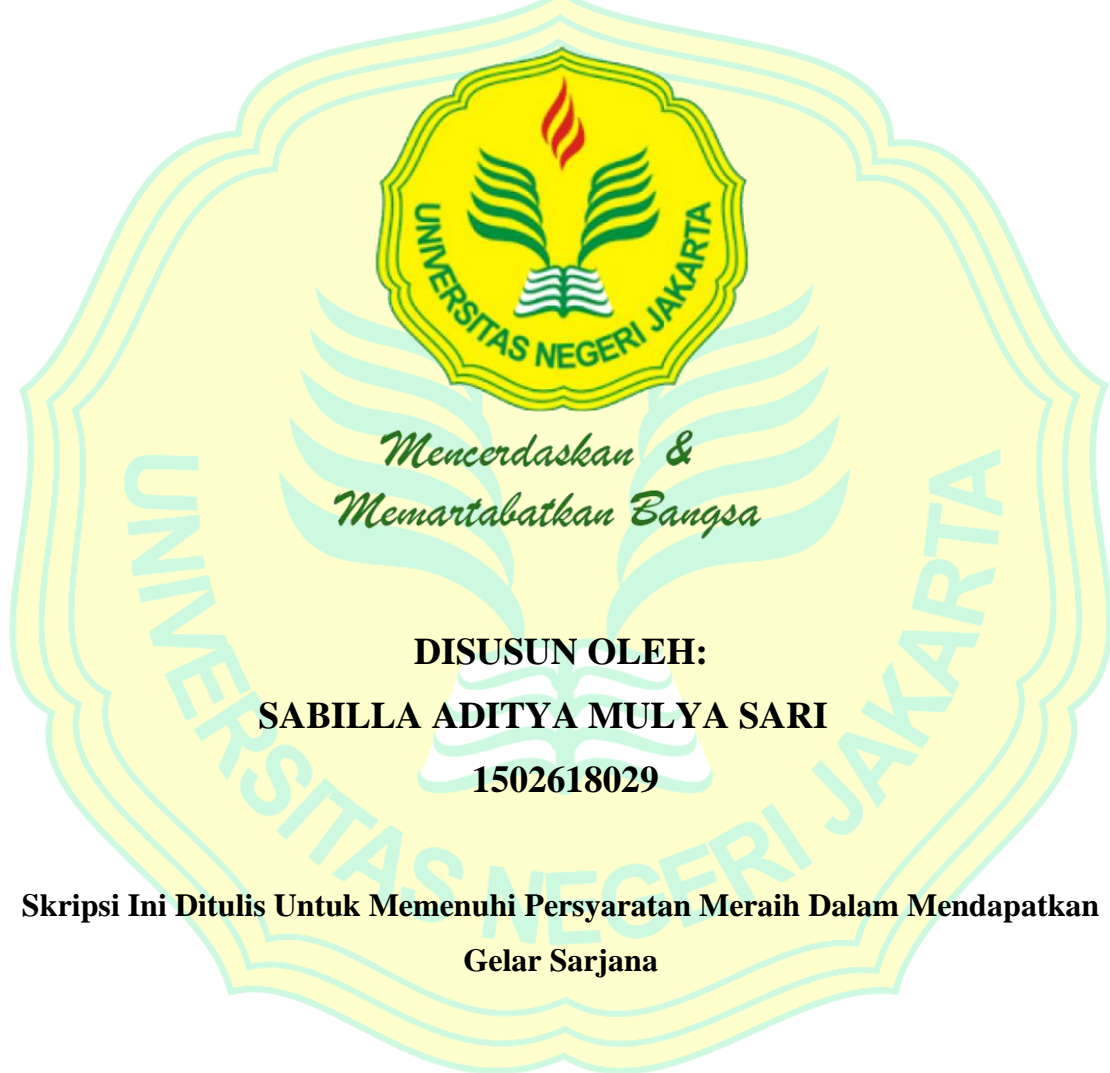 UNIVERSITAS NEGERI JAKARTA
Mencerdaskan &
Memartabatkan Bangsa
UNIVERSITAS NEGERI JAKARTA
DISUSUN OLEH:
SABILLA ADITYA MULYA SARI
1502618029
Skripsi Ini Ditulis Untuk Memenuhi Persyaratan Meraih Dalam Mendapatkan
Gelar Sarjana